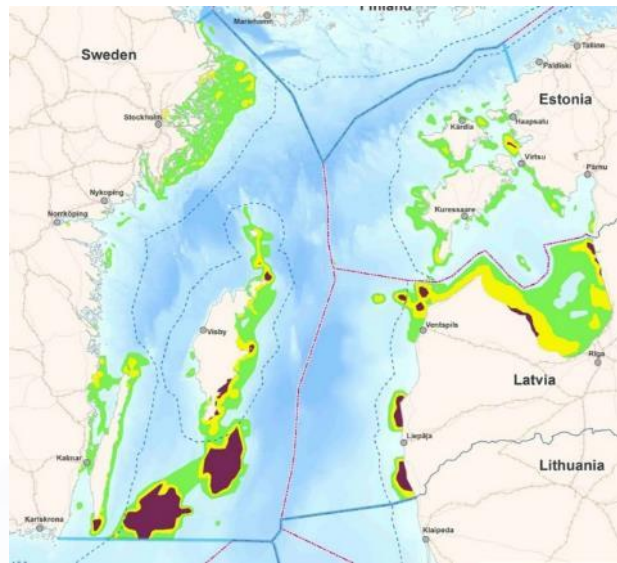 Mariehamn
Finland
Sweden
Tallinn
Paldiski
Estonia
Stockholm
Kärdla
Haapsalu
Virtsu
Nyköping
Pärnu
Norrköping
Kuressaare
Visby
Ventspils
Rīga
Latvia
Liepāja
Kalmar
Lithuania
Karlskrona
Klaipeda